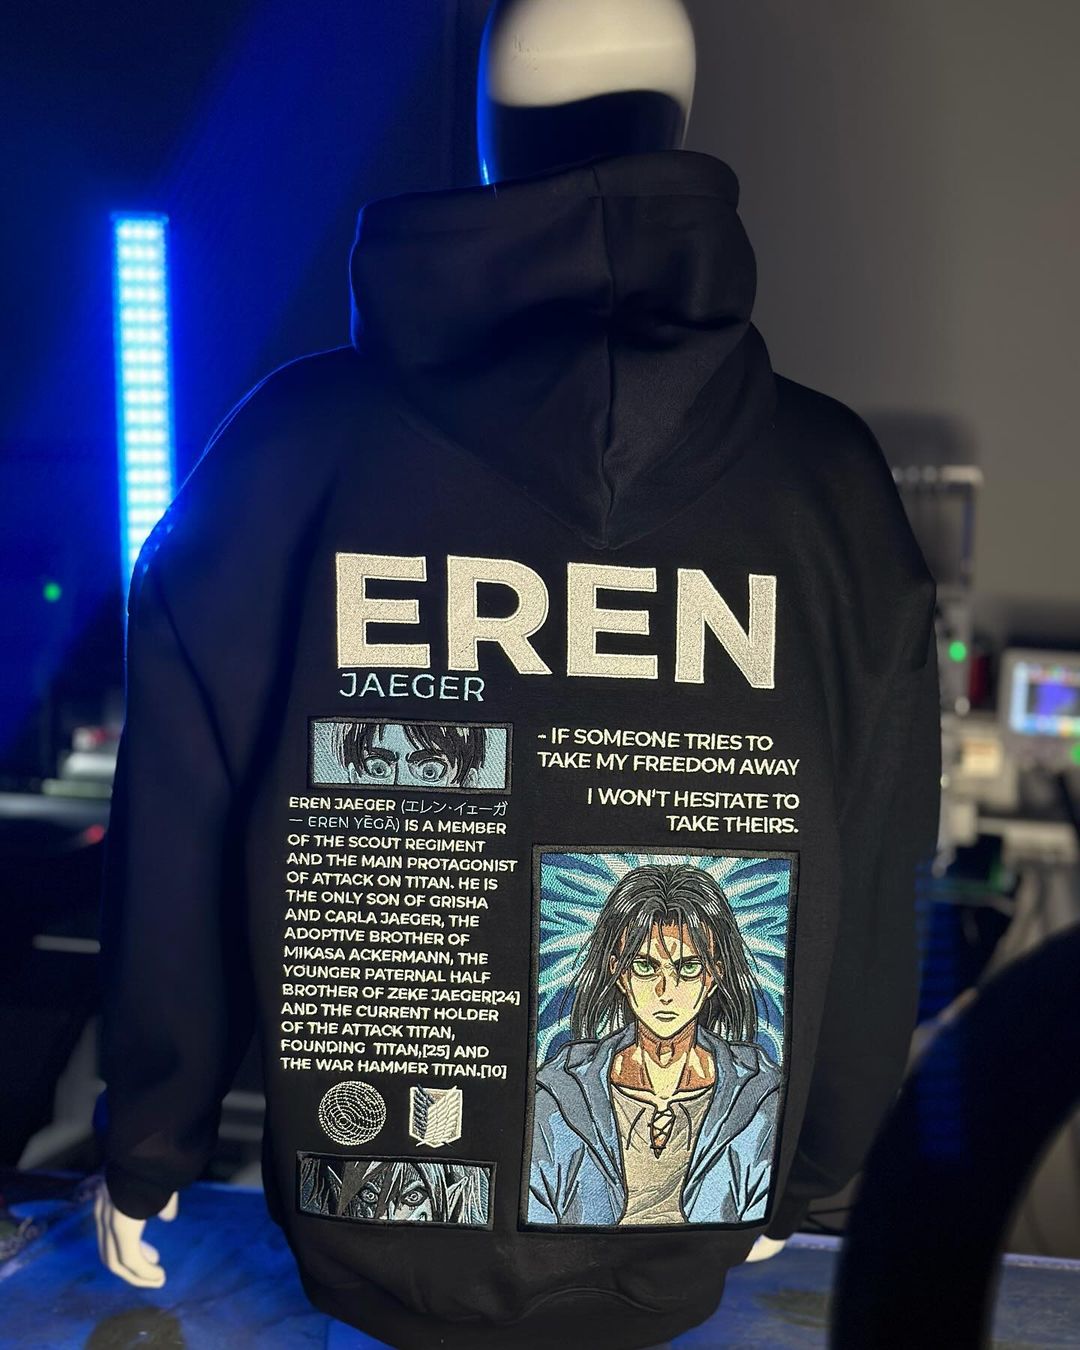 EREN
JAEGER
- IF SOMEONE TRIES TO
TAKE MY FREEDOM AWAY
I WON'T HESITATE TO
TAKE THEIRS.
EREN JAEGER (エレン・イェーガ
ー EREN YĒGĀ) IS A MEMBER
OF THE SCOUT REGIMENT
AND THE MAIN PROTAGONIST
OF ATTACK ON TITAN. HE IS
THE ONLY SON OF GRISHA
AND CARLA JAEGER, THE
ADOPTIVE BROTHER OF
MIKASA ACKERMANN, THE
YOUNGER PATERNAL HALF
BROTHER OF ZEKE JAEGER[24]
AND THE CURRENT HOLDER
OF THE ATTACK TITAN,
FOUNDING TITAN,[25] AND
THE WAR HAMMER TITAN.[10]